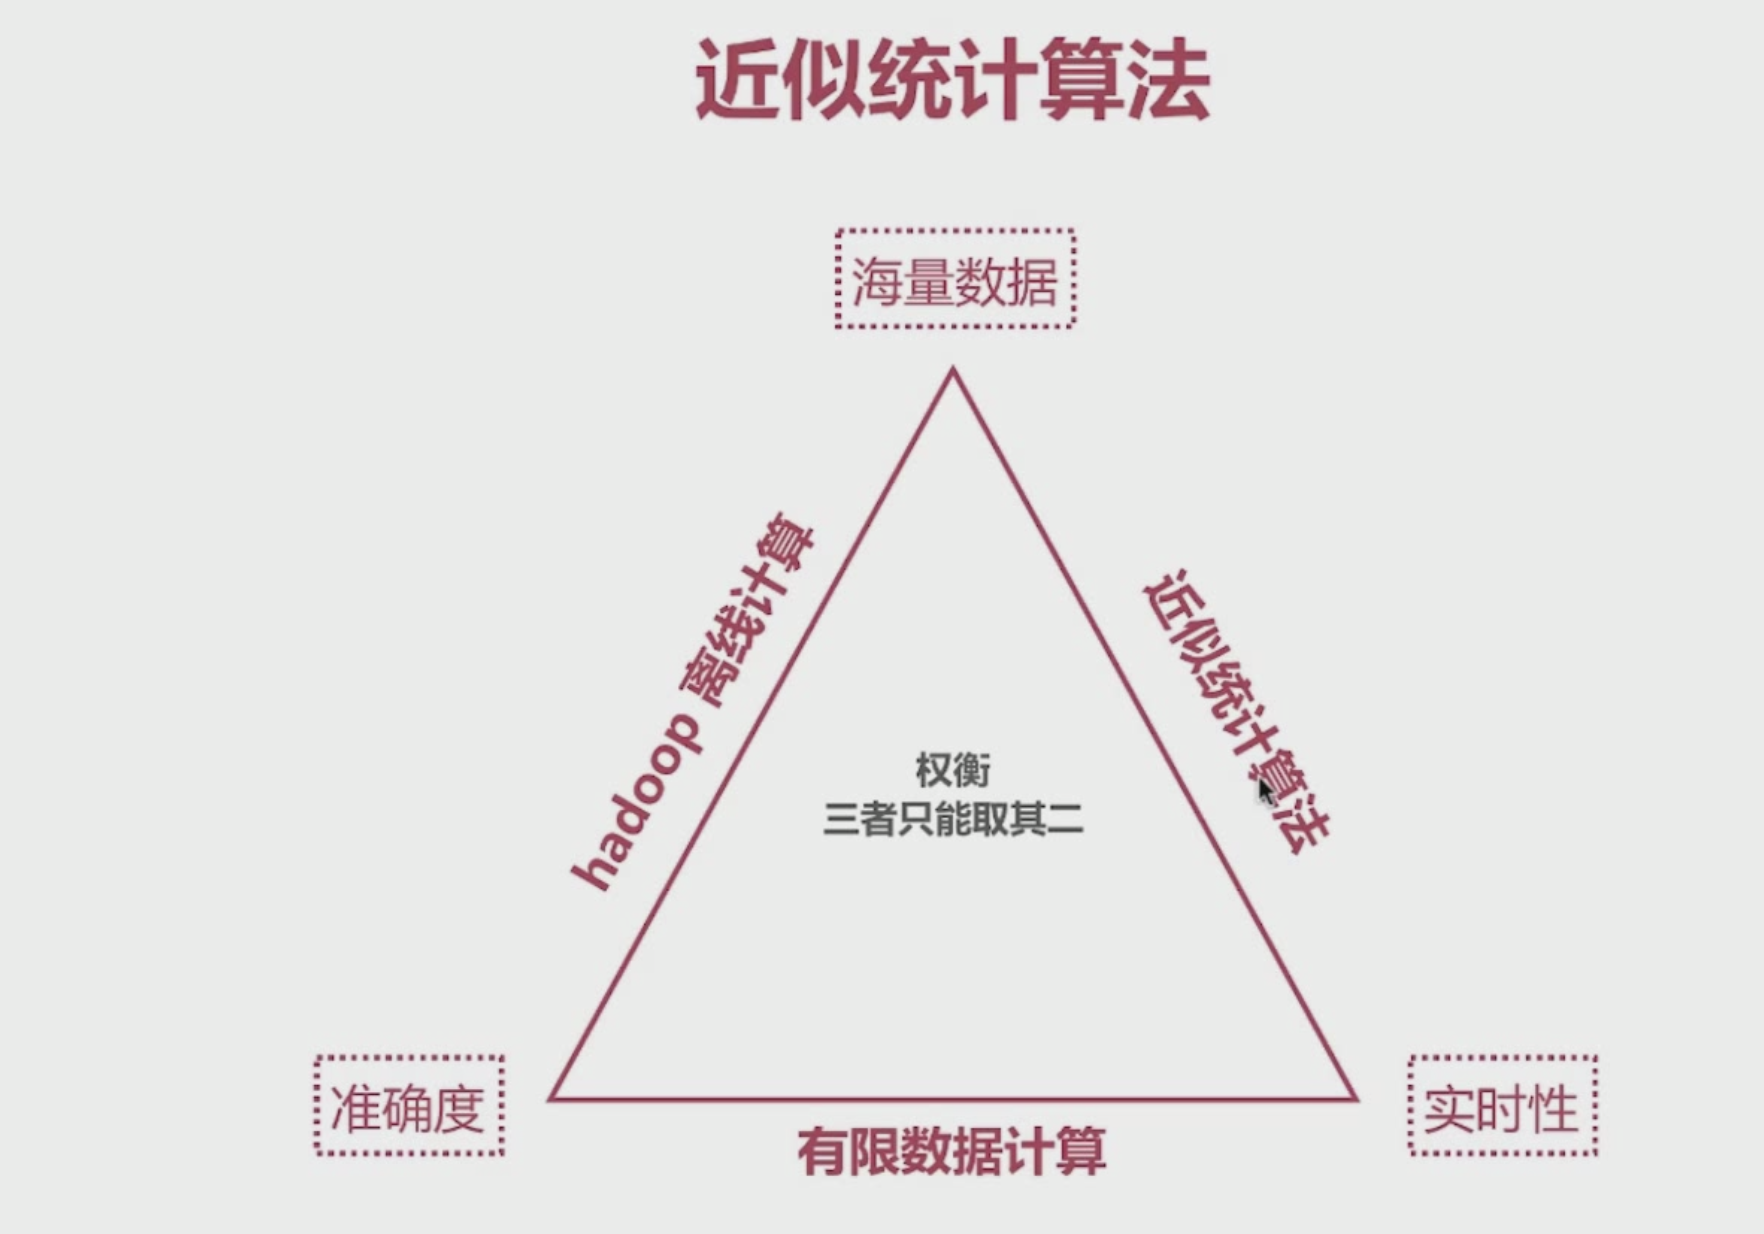 近似统计算法
海量数据
hadoop 离线计算
近似统计算法
权衡
三者只能取其二
准确度
实时性
有限数据计算